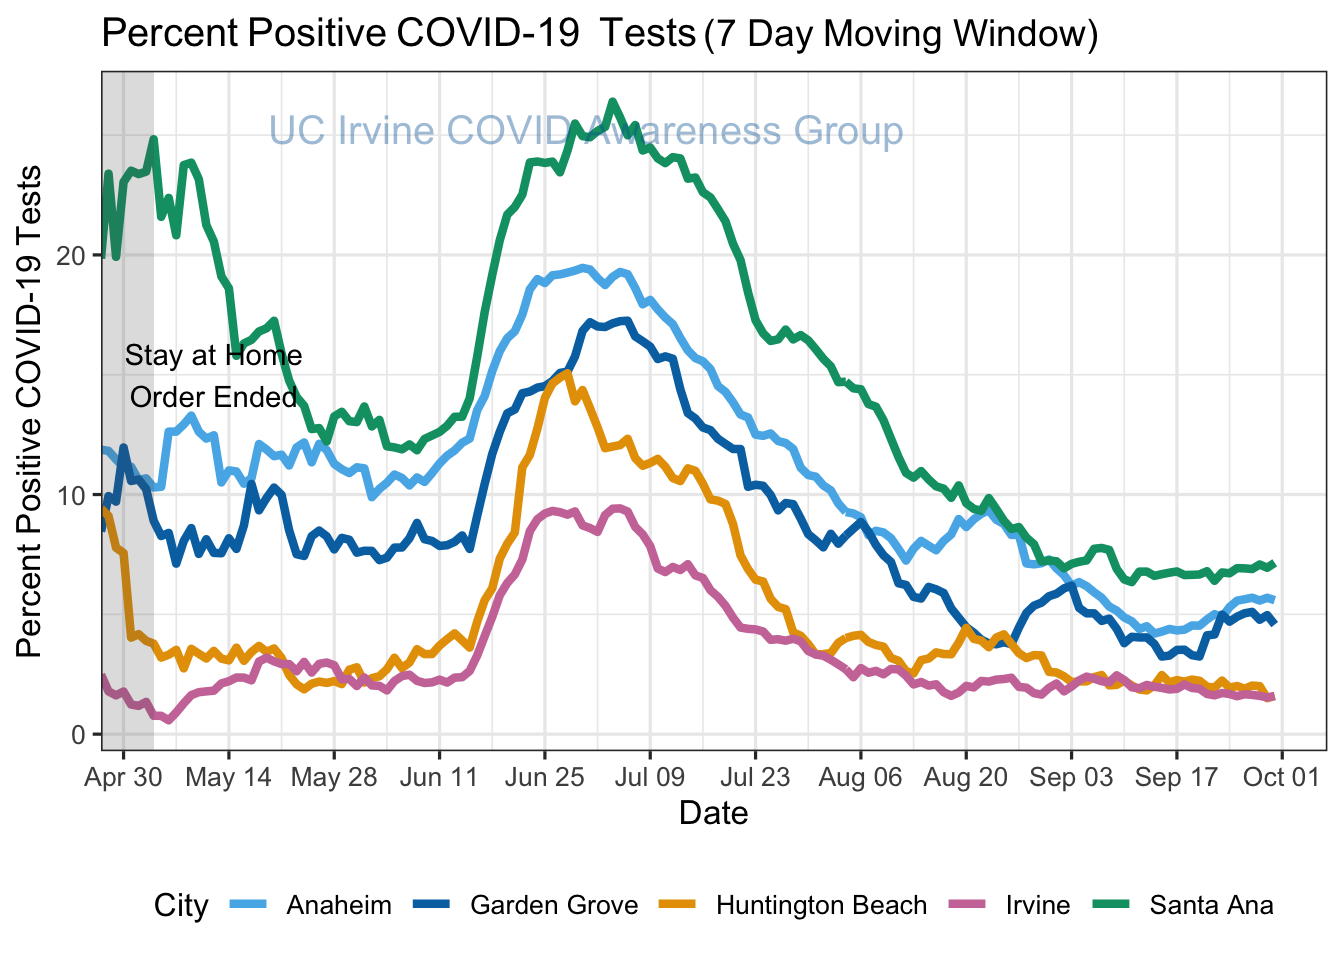 Percent Positive COVID-19 Tests (7 Day Moving Window)
UC Irvine COVID Awareness Group
Percent Positive COVID-19 Tests
20
10
0
Stay at Home
Order Ended
Apr 30 May 14 May 28 Jun 11 Jun 25 Jul 09 Jul 23 Aug 06 Aug 20 Sep 03 Sep 17 Oct 01
Date
City Anaheim Garden Grove Huntington Beach Irvine Santa Ana